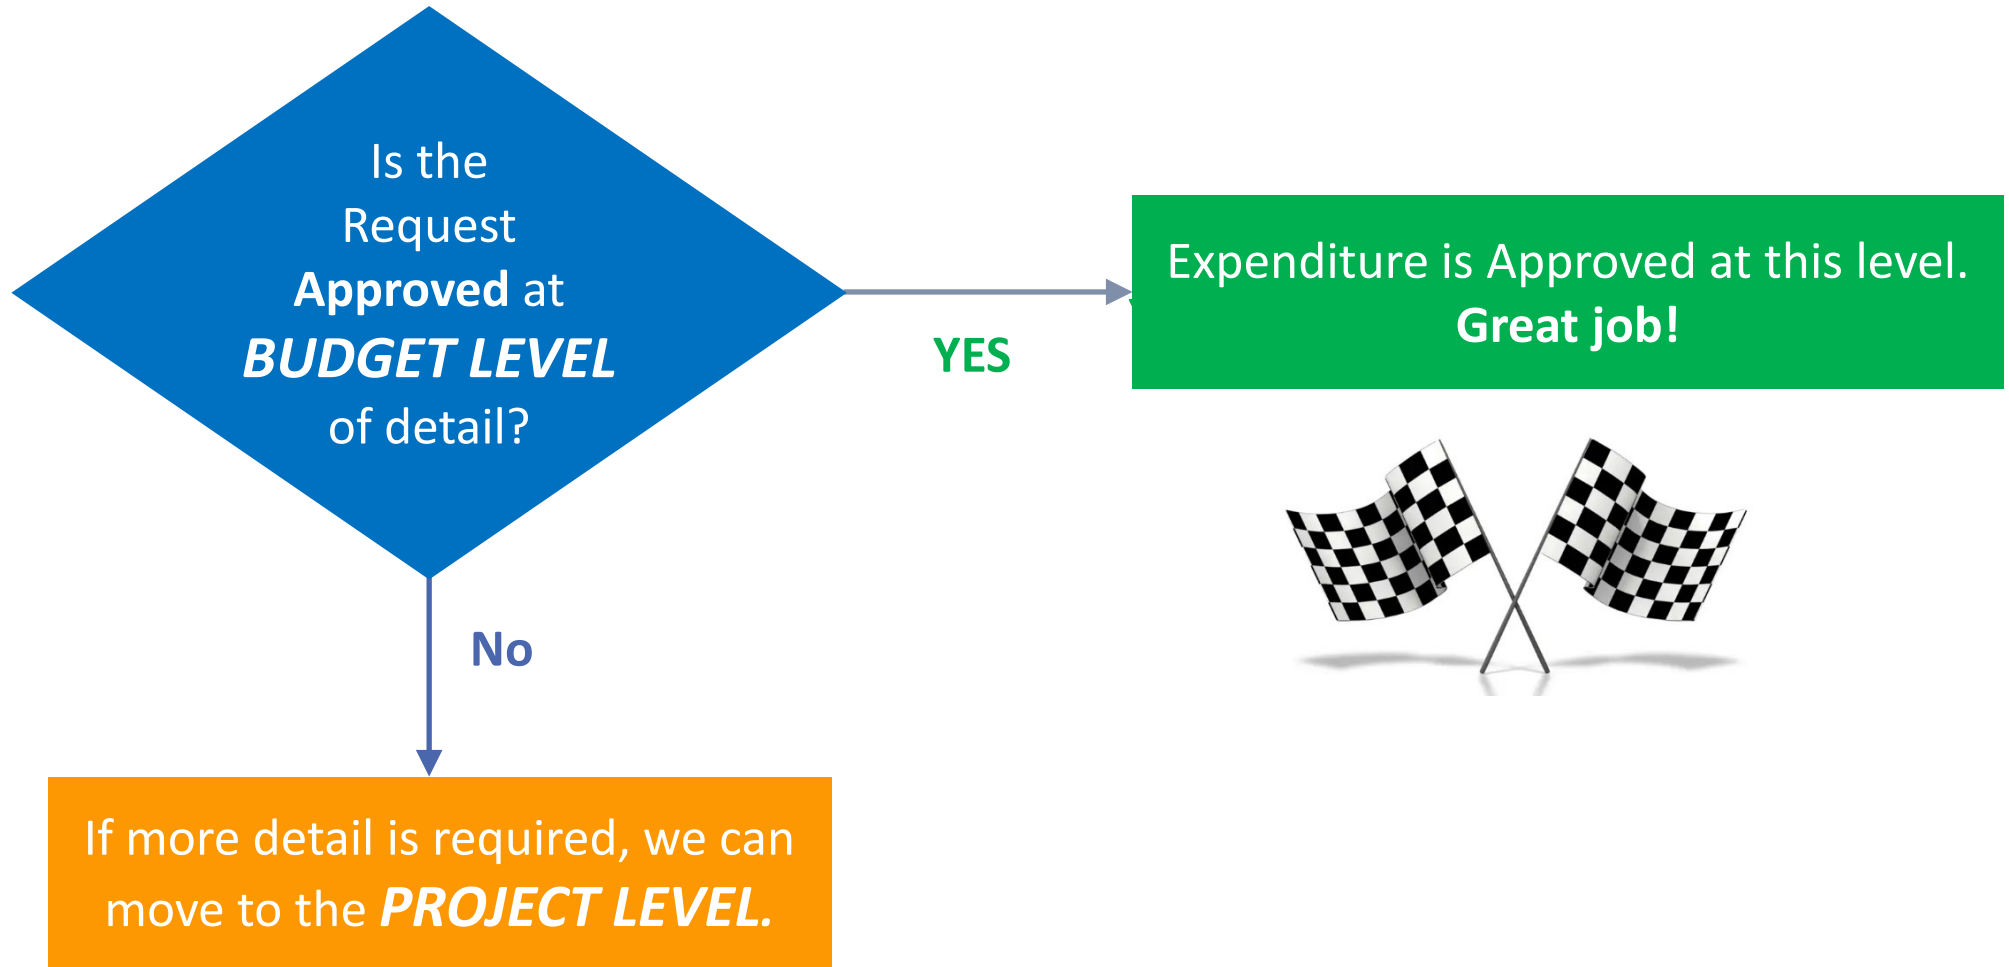 Is the
Request
Approved at
BUDGET LEVEL
of detail?
YES
Expenditure is Approved at this level.
Great job!
No
If more detail is required, we can
move to the PROJECT LEVEL.